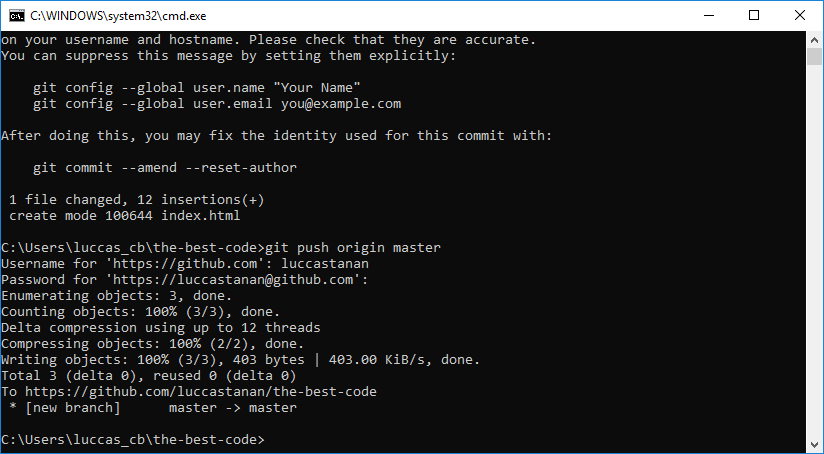 C:\WINDOWS\system32\cmd.exe
on your username and hostname. Please check that they are accurate.
You can suppress this message by setting them explicitly:
git config --global user.name "Your Name"
git config --global user.email you@example.com
After doing this, you may fix the identity used for this commit with:
git commit --amend --reset-author
1 file changed, 12 insertions(+)
create mode 100644 index.html
C:\Users\luccas_cb\the-best-code>git push origin master
Username for 'https://github.com': luccastanan
Password for 'https://luccastanan@github.com':
Enumerating objects: 3, done.
Counting objects: 100% (3/3), done.
Delta compression using up to 12 threads
Compressing objects: 100% (2/2), done.
Writing objects: 100% (3/3), 403 bytes | 403.00 KiB/s, done.
Total 3 (delta 0), reused 0 (delta 0)
To https://github.com/luccastanan/the-best-code
* [new branch]      master -> master
C:\Users\luccas_cb\the-best-code>